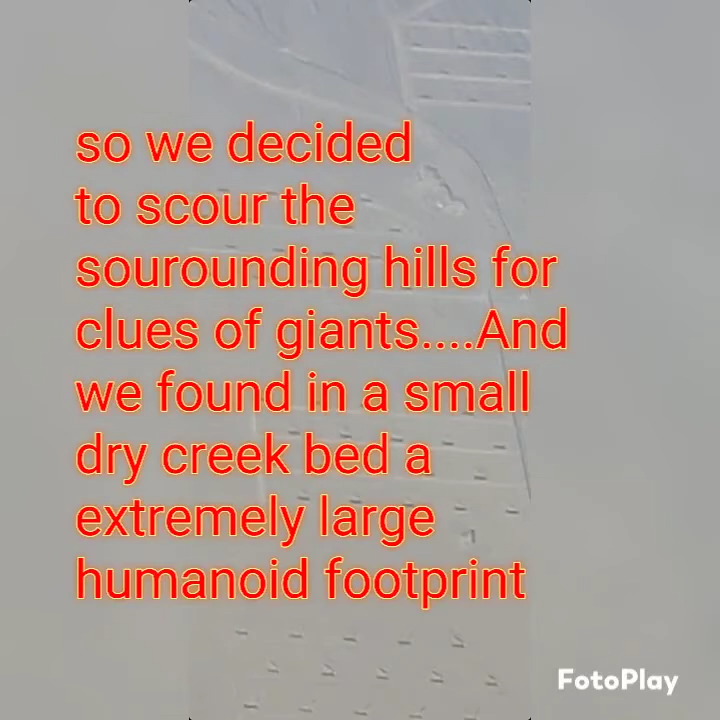 so we decided
to scour the
sourounding hills for
clues of giants....And
we found in a small
dry creek bed a
extremely large
humanoid footprint
FotoPlay